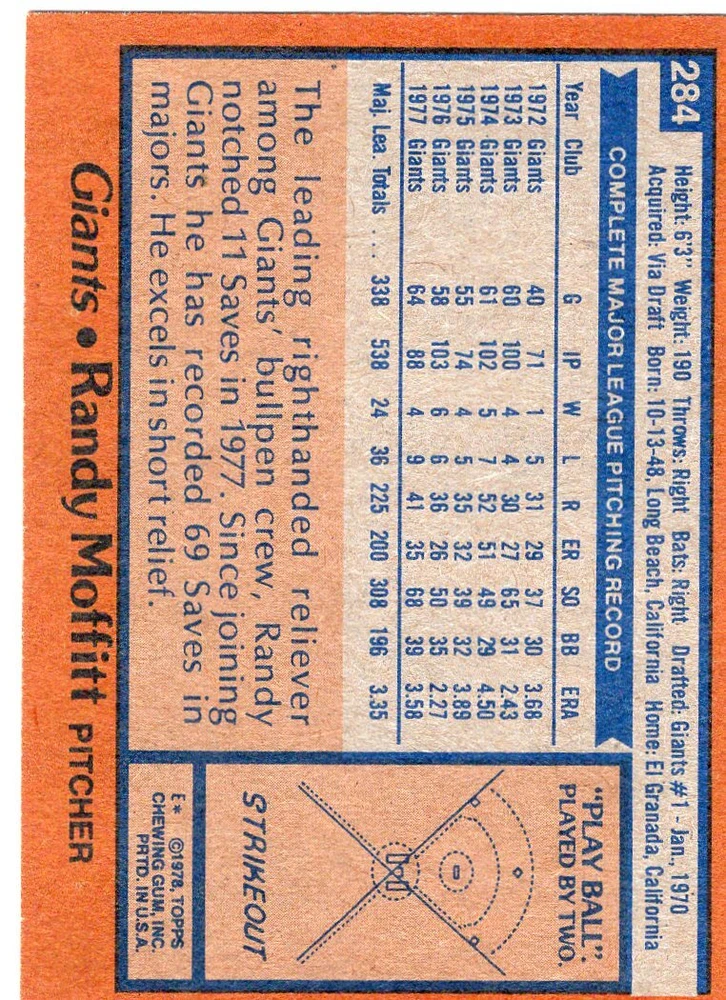 284
Height: 6'3" Weight: 190 Throws: Right Bats: Right Drafted: Giants #1 - Jan., 1970
Acquired: Via Draft Born: 10-13-48, Long Beach, California Home: El Granada, California
COMPLETE MAJOR LEAGUE PITCHING RECORD
Year Club G IP W L R ER SO BB ERA
1972 Giants 40 71 1 5 31 29 37 30 3.68
1973 Giants 60 100 4 4 30 27 65 31 2.43
1974 Giants 61 102 5 7 52 51 49 29 4.50
1975 Giants 55 74 4 5 35 32 39 32 3.89
1976 Giants 58 103 6 6 36 26 50 35 2.27
1977 Giants 64 88 4 9 41 35 68 39 3.58
Maj. Lea. Totals . . . 338 538 24 36 225 200 308 196 3.35
The leading righthanded reliever
among Giants' bullpen crew, Randy
notched 11 Saves in 1977. Since joining
Giants he has recorded 69 Saves in
majors. He excels in short relief.
"PLAY BALL".
PLAYED BY TWO.
STRIKEOUT
E* ©1978, TOPPS
CHEWING GUM, INC.
PRTD. IN U.S.A.
Giants • Randy Moffitt PITCHER